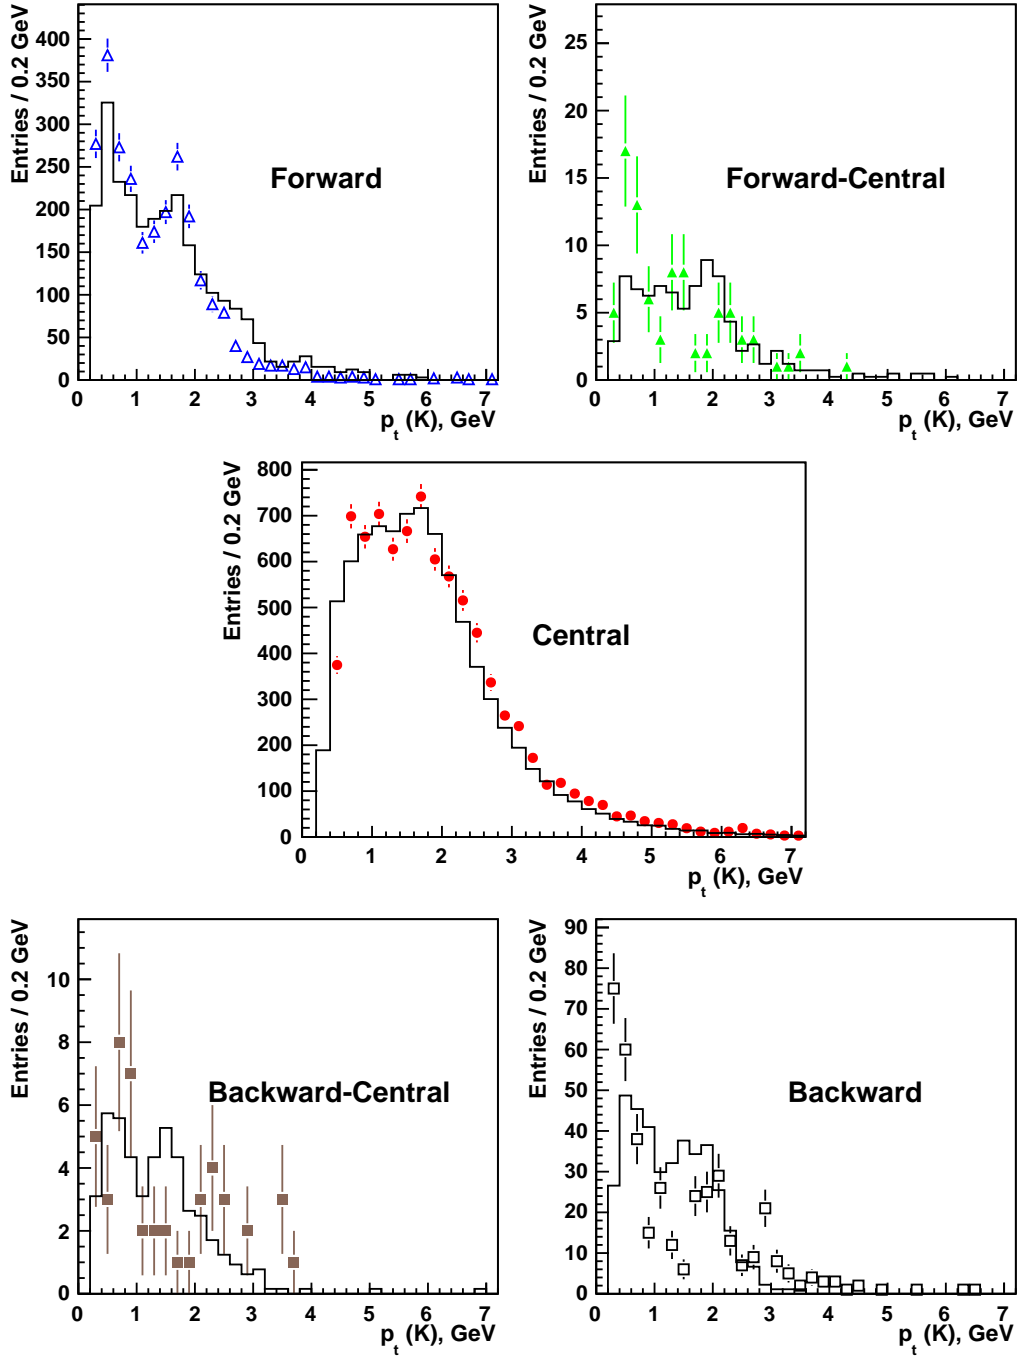 Entries / 0.2 GeV
400
350
300
250
200
150
100
50
0
Forward
0 1 2 3 4 5 6 7
p_t (K), GeV
Entries / 0.2 GeV
25
20
15
10
5
0
Forward-Central
0 1 2 3 4 5 6 7
p_t (K), GeV
Entries / 0.2 GeV
800
700
600
500
400
300
200
100
0
Central
0 1 2 3 4 5 6 7
p_t (K), GeV
Entries / 0.2 GeV
10
8
6
4
2
0
Backward-Central
0 1 2 3 4 5 6 7
p_t (K), GeV
Entries / 0.2 GeV
90
80
70
60
50
40
30
20
10
0
Backward
0 1 2 3 4 5 6 7
p_t (K), GeV